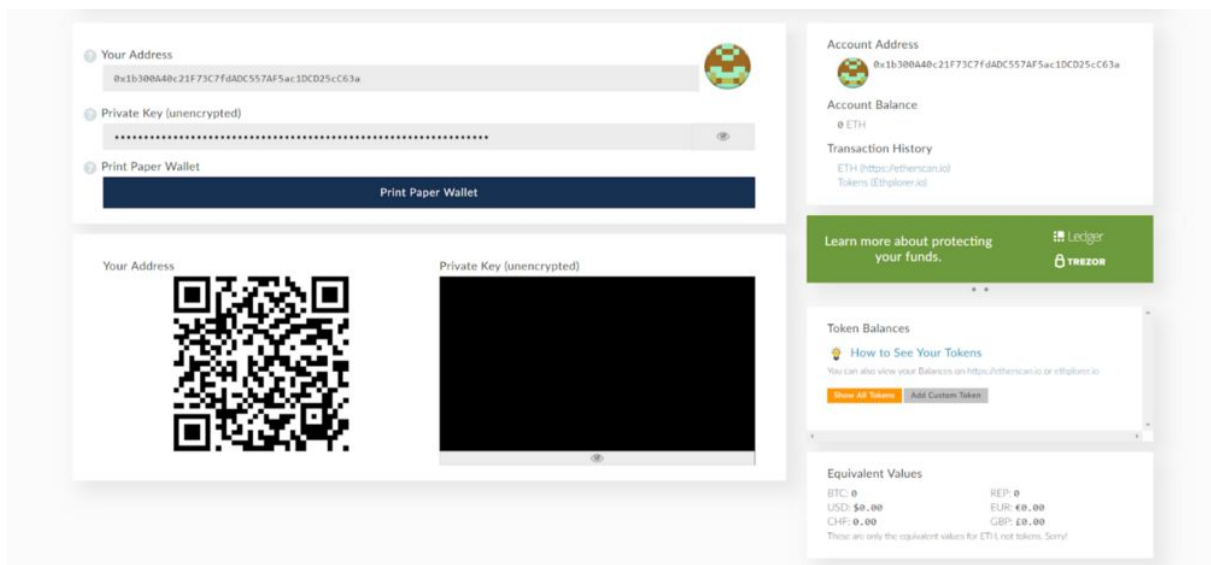 Your Address
0x1b300A40c21F73C7fdADC557AF5ac1DCD25cC63a
Private Key (unencrypted)
Print Paper Wallet
Print Paper Wallet
Your Address
Private Key (unencrypted)
Account Address
0x1b300A40c21F73C7fdADC557AF5ac1DCD25cC63a
Account Balance
0 ETH
Transaction History
ETH (https://etherscan.io)
Tokens (Ethplorer.io)
Learn more about protecting
your funds.
Ledger
TREZOR
Token Balances
How to See Your Tokens
You can also view your Balances on https://etherscan.io or ethplorer.io
Show All Tokens Add Custom Token
Equivalent Values
BTC: 0 REP: 0
USD: $0.00 EUR: €0.00
CHF: 0.00 GBP: £0.00
These are only the equivalent values for ETH, not tokens. Sorry!